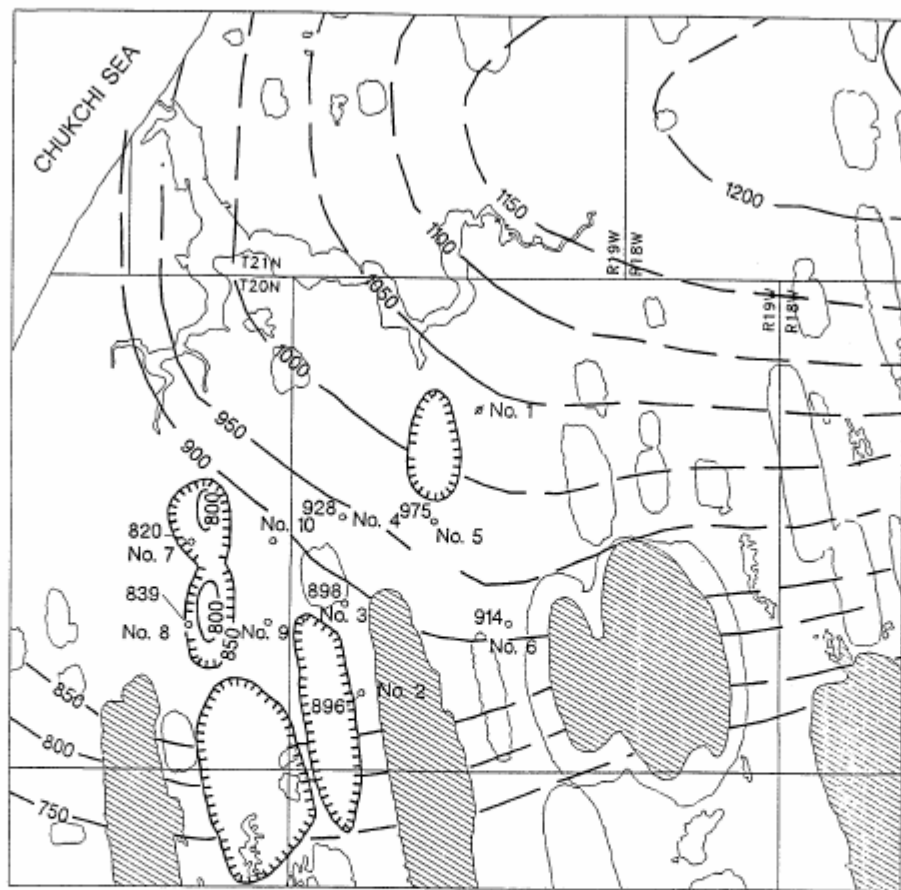 CHUKCHI SEA
1200
1150
1100
R19W
R18W
T21N
T20N
1050
R19W
R18W
1000
No. 1
950
900
800
928
No. 4
975
No. 5
No. 10
820
No. 7
839
No. 8
800
850
No. 9
898
No. 3
914
No. 6
896
No. 2
850
800
750